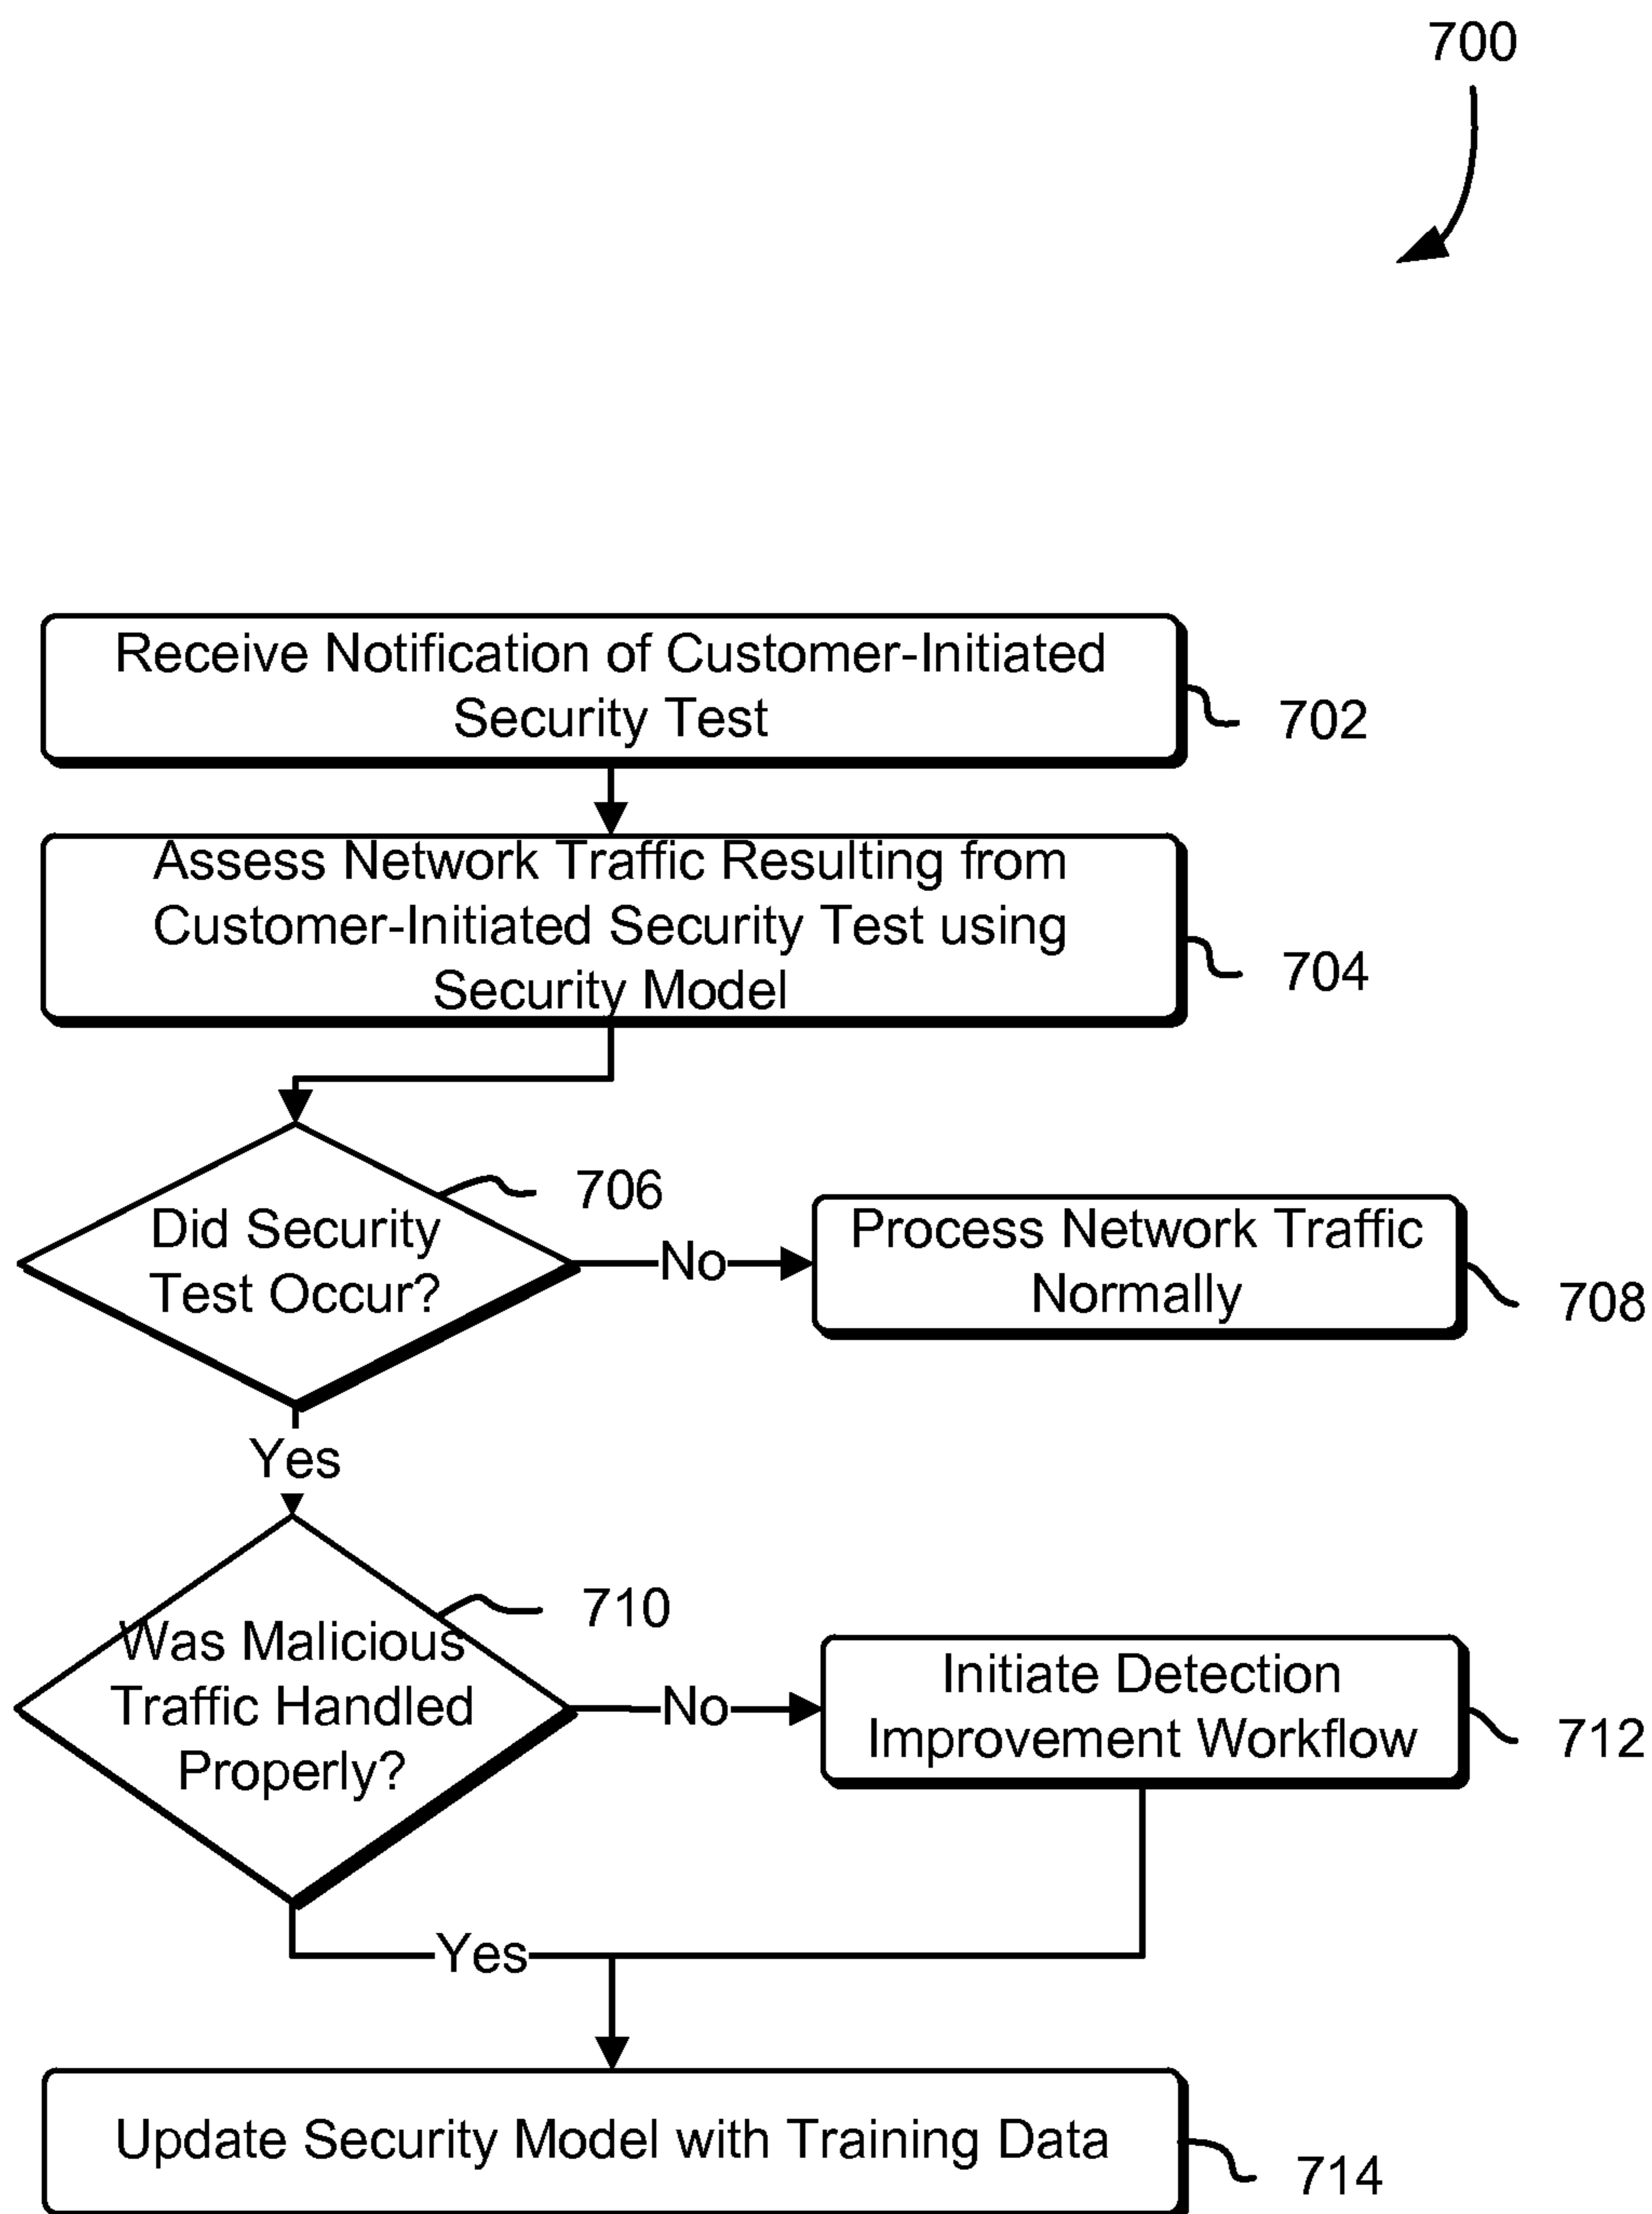 700
Receive Notification of Customer-Initiated
Security Test
702
Assess Network Traffic Resulting from
Customer-Initiated Security Test using
Security Model
704
706
Did Security
Test Occur?
No
Process Network Traffic
Normally
708
Yes
710
Was Malicious
Traffic Handled
Properly?
No
Initiate Detection
Improvement Workflow
712
Yes
Update Security Model with Training Data
714